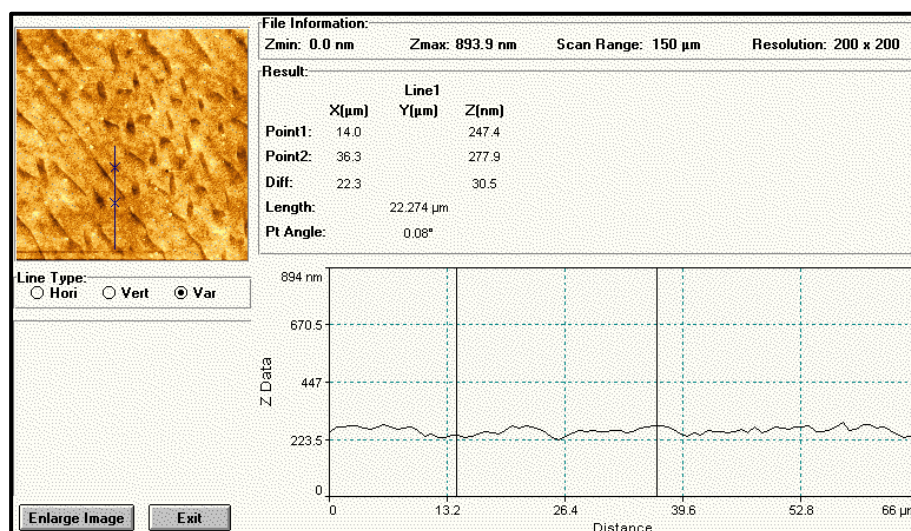 File Information:
Zmin: 0.0 nm Zmax: 893.9 nm Scan Range: 150 µm Resolution: 200 x 200
Result:
Line1
X(µm) Y(µm) Z(nm)
Point1: 14.0 247.4
Point2: 36.3 277.9
Diff: 22.3 30.5
Length: 22.274 µm
Pt Angle: 0.08°
Line Type:
Hori Vert Var
894 nm
670.5
447
223.5
0
Z Data
0 13.2 26.4 39.6 52.8 66 µm
Distance
Enlarge Image Exit